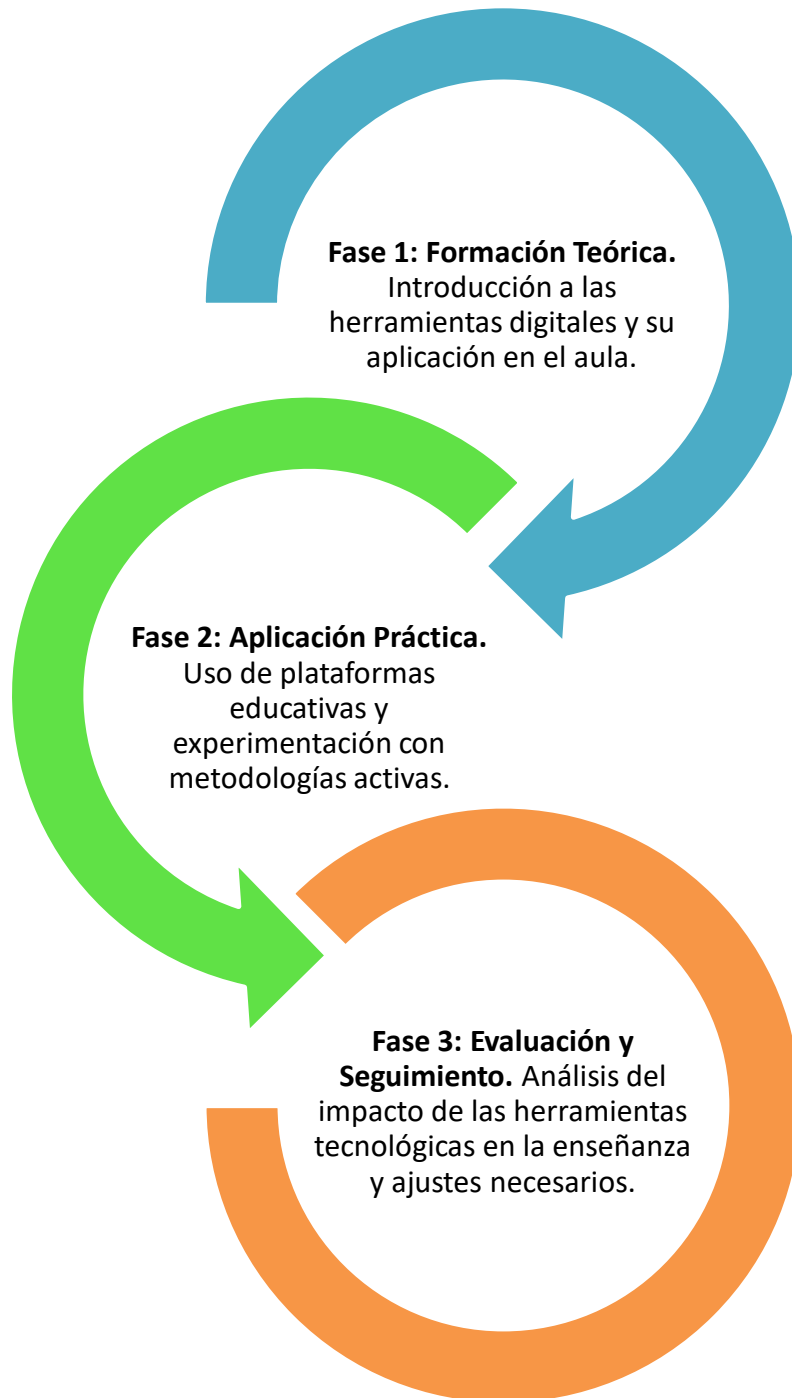 Fase 1: Formación Teórica.
Introducción a las
herramientas digitales y su
aplicación en el aula.
Fase 2: Aplicación Práctica.
Uso de plataformas
educativas y
experimentación con
metodologías activas.
Fase 3: Evaluación y
Seguimiento. Análisis del
impacto de las herramientas
tecnológicas en la enseñanza
y ajustes necesarios.